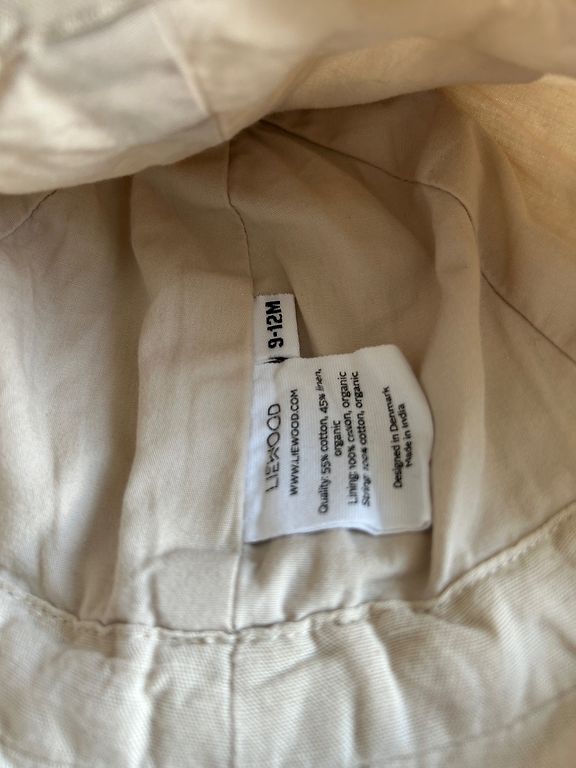 9-12M
LIEWOOD
WWW.LIEWOOD.COM
Quality: 55% cotton, 45% linen,
organic
Lining: 100% cotton, organic
String: 100% cotton, organic
Designed in Denmark
Made in India